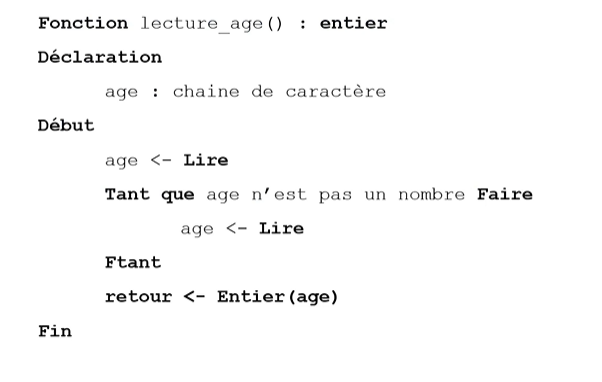 Fonction lecture_age() : entier
Déclaration
age : chaine de caractère
Début
age <- Lire
Tant que age n’est pas un nombre Faire
age <- Lire
Ftant
retour <- Entier(age)
Fin